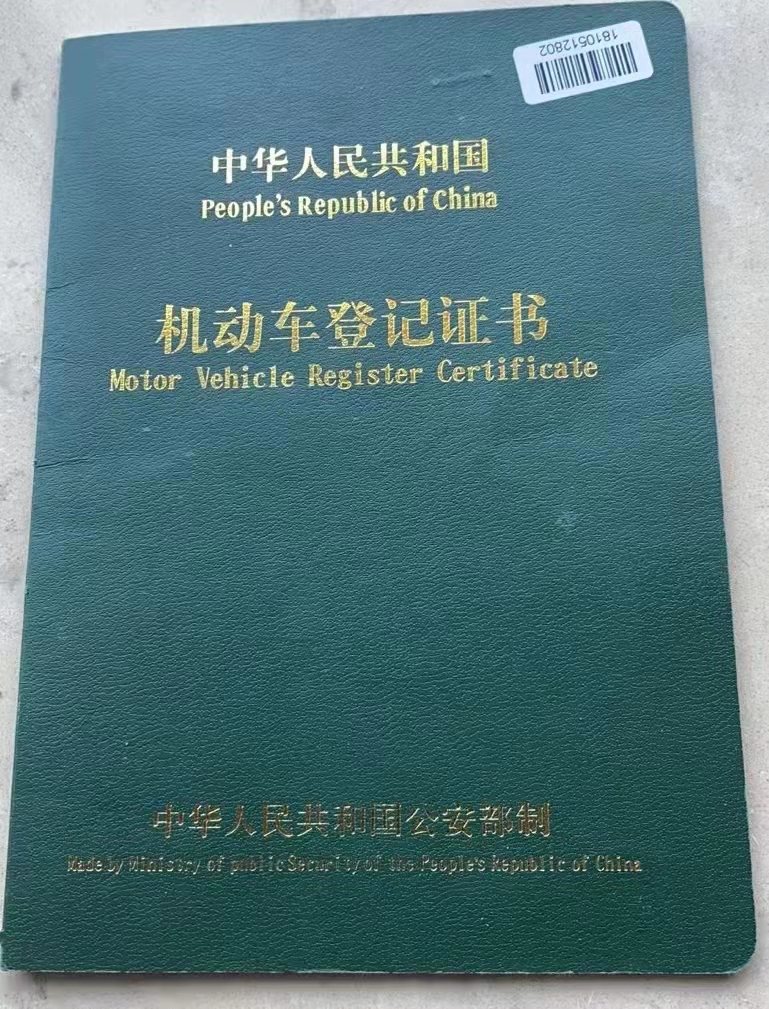 1810512802
中华人民共和国
People's Republic of China
机动车登记证书
Motor Vehicle Register Certificate
中华人民共和国公安部制
Made by Ministry of public Security of the People's Republic of China